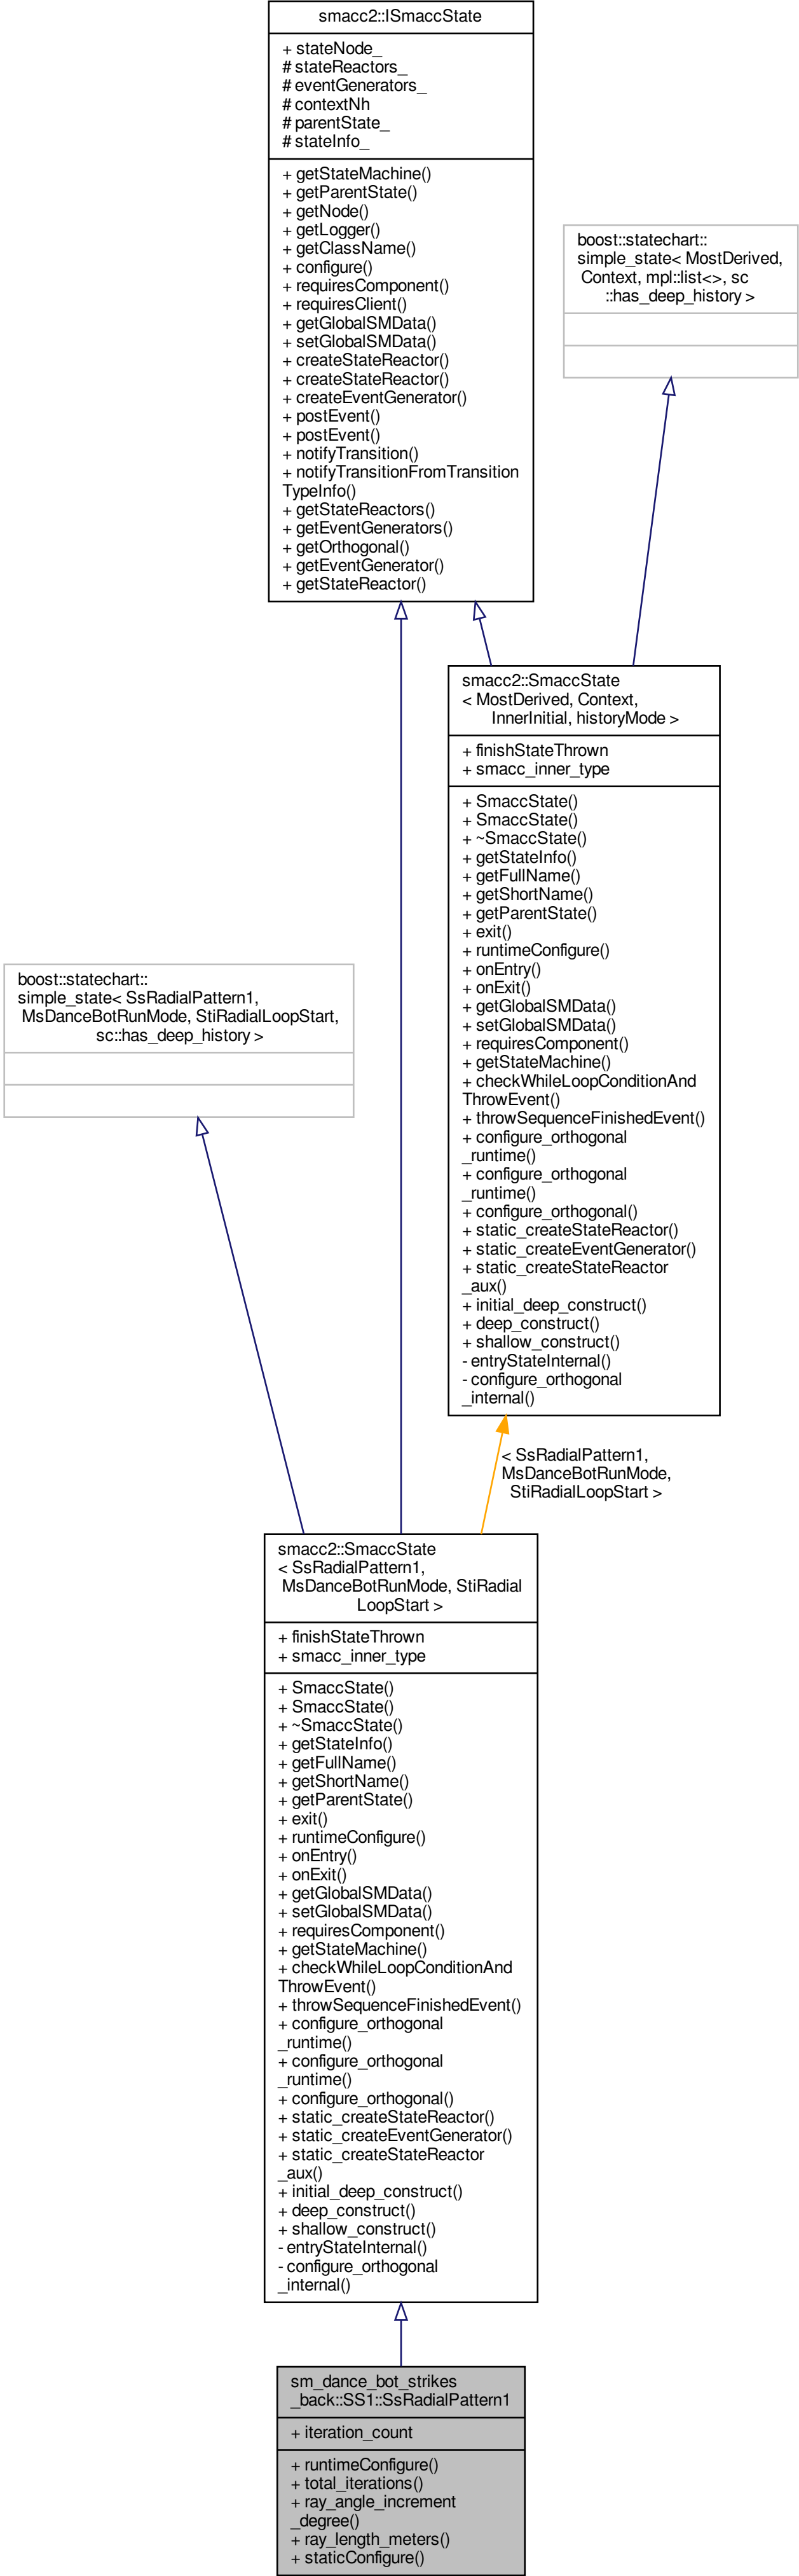 smacc2::ISmaccState
+ stateNode_
# stateReactors_
# eventGenerators_
# contextNh
# parentState_
# stateInfo_
+ getStateMachine()
+ getParentState()
+ getNode()
+ getLogger()
+ getClassName()
+ configure()
+ requiresComponent()
+ requiresClient()
+ getGlobalSMData()
+ setGlobalSMData()
+ createStateReactor()
+ createStateReactor()
+ createEventGenerator()
+ postEvent()
+ postEvent()
+ notifyTransition()
+ notifyTransitionFromTransition
TypeInfo()
+ getStateReactors()
+ getEventGenerators()
+ getOrthogonal()
+ getEventGenerator()
+ getStateReactor()
boost::statechart::
simple_state< MostDerived,
Context, mpl::list<>, sc
::has_deep_history >
smacc2::SmaccState
< MostDerived, Context,
InnerInitial, historyMode >
+ finishStateThrown
+ smacc_inner_type
+ SmaccState()
+ SmaccState()
+ ~SmaccState()
+ getStateInfo()
+ getFullName()
+ getShortName()
+ getParentState()
+ exit()
+ runtimeConfigure()
+ onEntry()
+ onExit()
+ getGlobalSMData()
+ setGlobalSMData()
+ requiresComponent()
+ getStateMachine()
+ checkWhileLoopConditionAnd
ThrowEvent()
+ throwSequenceFinishedEvent()
+ configure_orthogonal
_runtime()
+ configure_orthogonal
_runtime()
+ configure_orthogonal()
+ static_createStateReactor()
+ static_createEventGenerator()
+ static_createStateReactor
_aux()
+ initial_deep_construct()
+ deep_construct()
+ shallow_construct()
- entryStateInternal()
- configure_orthogonal
_internal()
boost::statechart::
simple_state< SsRadialPattern1,
MsDanceBotRunMode, StiRadialLoopStart,
sc::has_deep_history >
< SsRadialPattern1,
MsDanceBotRunMode,
StiRadialLoopStart >
smacc2::SmaccState
< SsRadialPattern1,
MsDanceBotRunMode, StiRadial
LoopStart >
+ finishStateThrown
+ smacc_inner_type
+ SmaccState()
+ SmaccState()
+ ~SmaccState()
+ getStateInfo()
+ getFullName()
+ getShortName()
+ getParentState()
+ exit()
+ runtimeConfigure()
+ onEntry()
+ onExit()
+ getGlobalSMData()
+ setGlobalSMData()
+ requiresComponent()
+ getStateMachine()
+ checkWhileLoopConditionAnd
ThrowEvent()
+ throwSequenceFinishedEvent()
+ configure_orthogonal
_runtime()
+ configure_orthogonal
_runtime()
+ configure_orthogonal()
+ static_createStateReactor()
+ static_createEventGenerator()
+ static_createStateReactor
_aux()
+ initial_deep_construct()
+ deep_construct()
+ shallow_construct()
- entryStateInternal()
- configure_orthogonal
_internal()
sm_dance_bot_strikes
_back::SS1::SsRadialPattern1
+ iteration_count
+ runtimeConfigure()
+ total_iterations()
+ ray_angle_increment
_degree()
+ ray_length_meters()
+ staticConfigure()